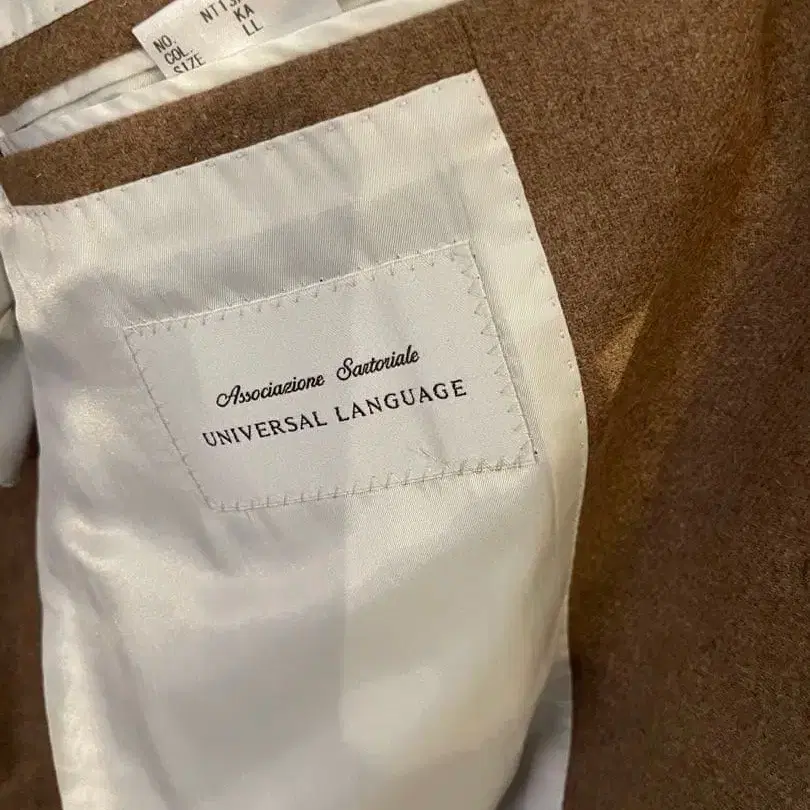 NO.
COL. KA
SIZE LL
Associazione Sartoriale
UNIVERSAL LANGUAGE